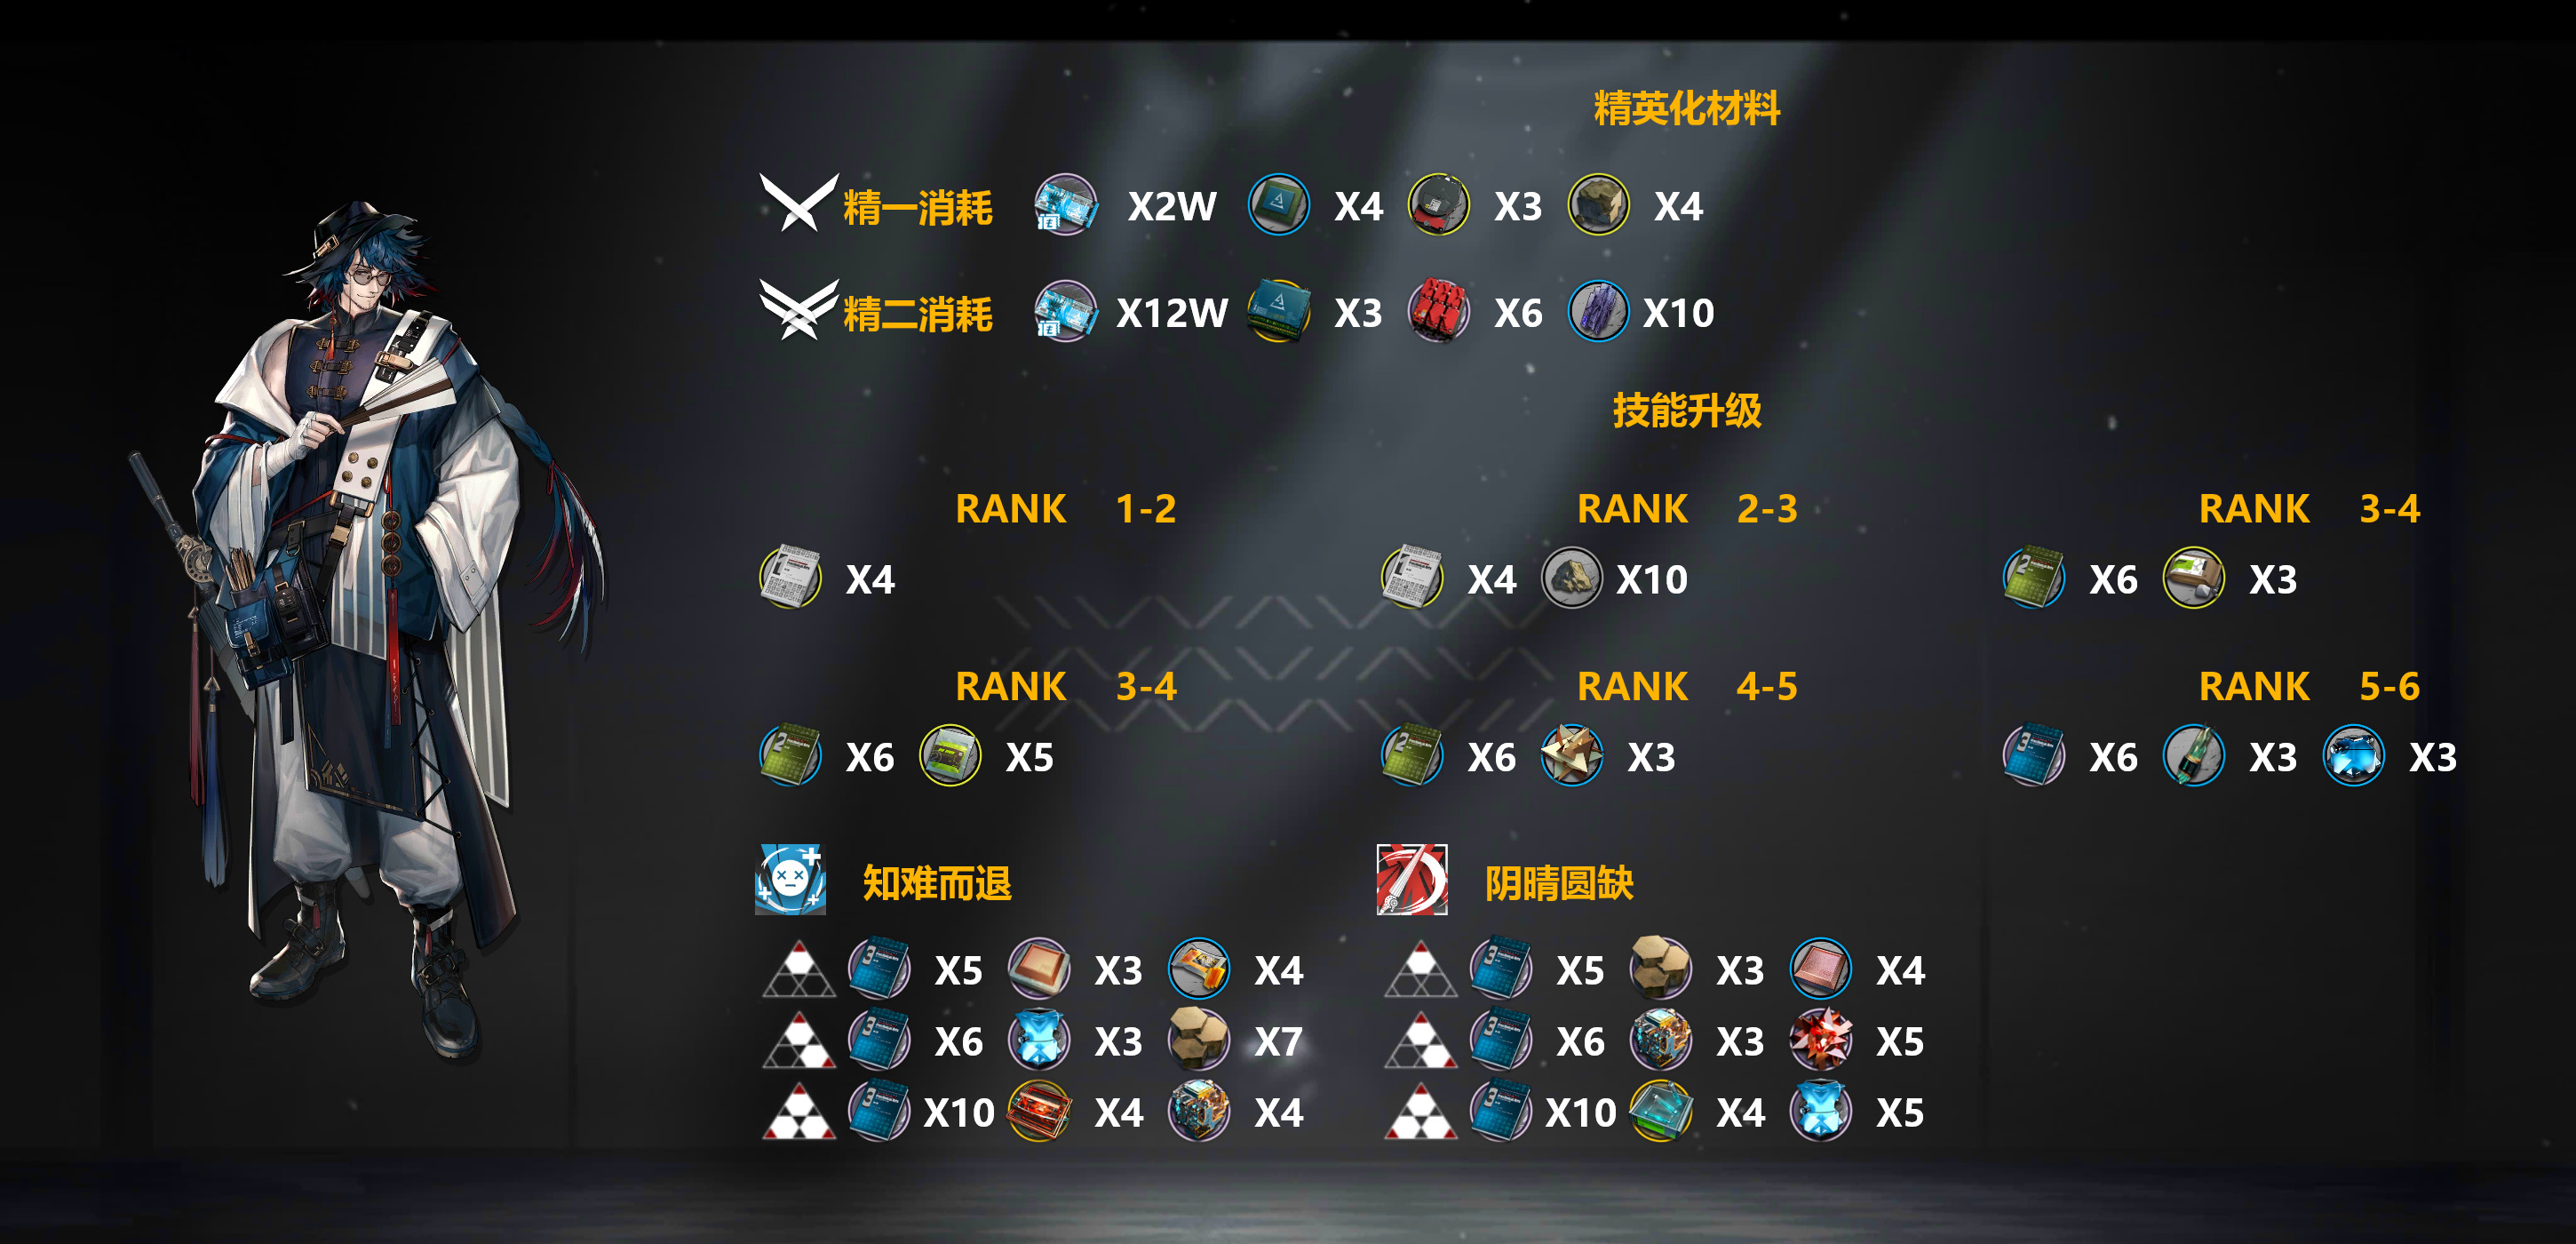 精英化材料
精一消耗 X2W X4 X3 X4
精二消耗 X12W X3 X6 X10
技能升级
RANK 1-2 RANK 2-3 RANK 3-4
X4 X4 X10 X6 X3
RANK 3-4 RANK 4-5 RANK 5-6
X6 X5 X6 X3 X6 X3 X3
知难而退 阴晴圆缺
X5 X3 X4 X5 X3 X4
X6 X3 X7 X6 X3 X5
X10 X4 X4 X10 X4 X5